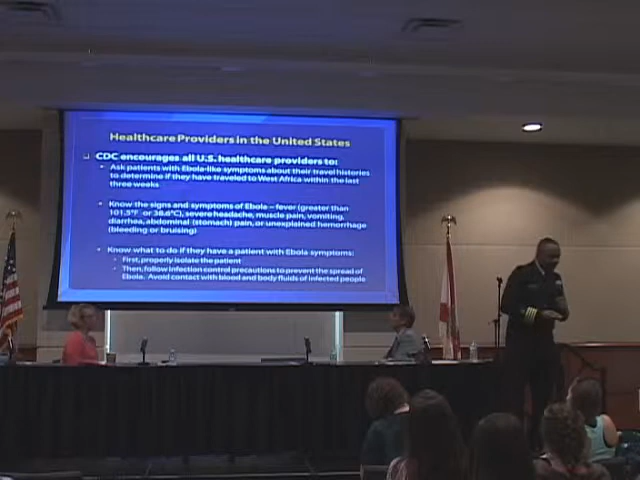 Healthcare Providers in the United States
CDC encourages all U.S. healthcare providers to:
Ask patients with Ebola-like symptoms about their travel histories
to determine if they have traveled to West Africa within the last
three weeks
Know the signs and symptoms of Ebola – fever (greater than
101.5°F or 38.6°C), severe headache, muscle pain, vomiting,
diarrhea, abdominal (stomach) pain, or unexplained hemorrhage
(bleeding or bruising)
Know what to do if they have a patient with Ebola symptoms:
First, properly isolate the patient
Then, follow infection control precautions to prevent the spread of
Ebola. Avoid contact with blood and body fluids of infected people